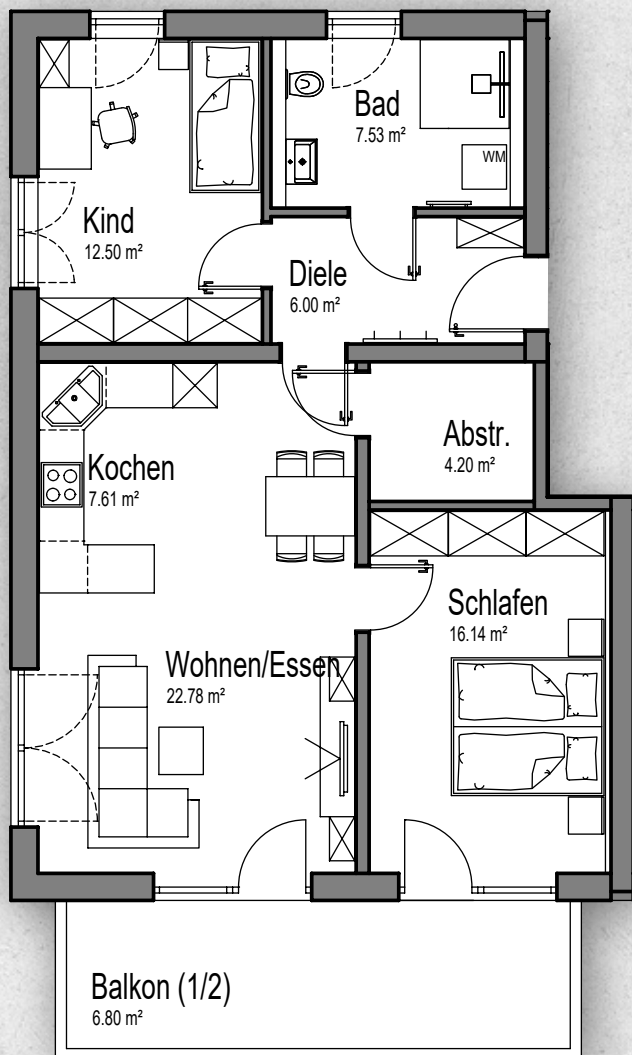 Bad
7.53 m²
WM
Kind
12.50 m²
Diele
6.00 m²
Abstr.
4.20 m²
Kochen
7.61 m²
Schlafen
16.14 m²
Wohnen/Essen
22.78 m²
Balkon (1/2)
6.80 m²